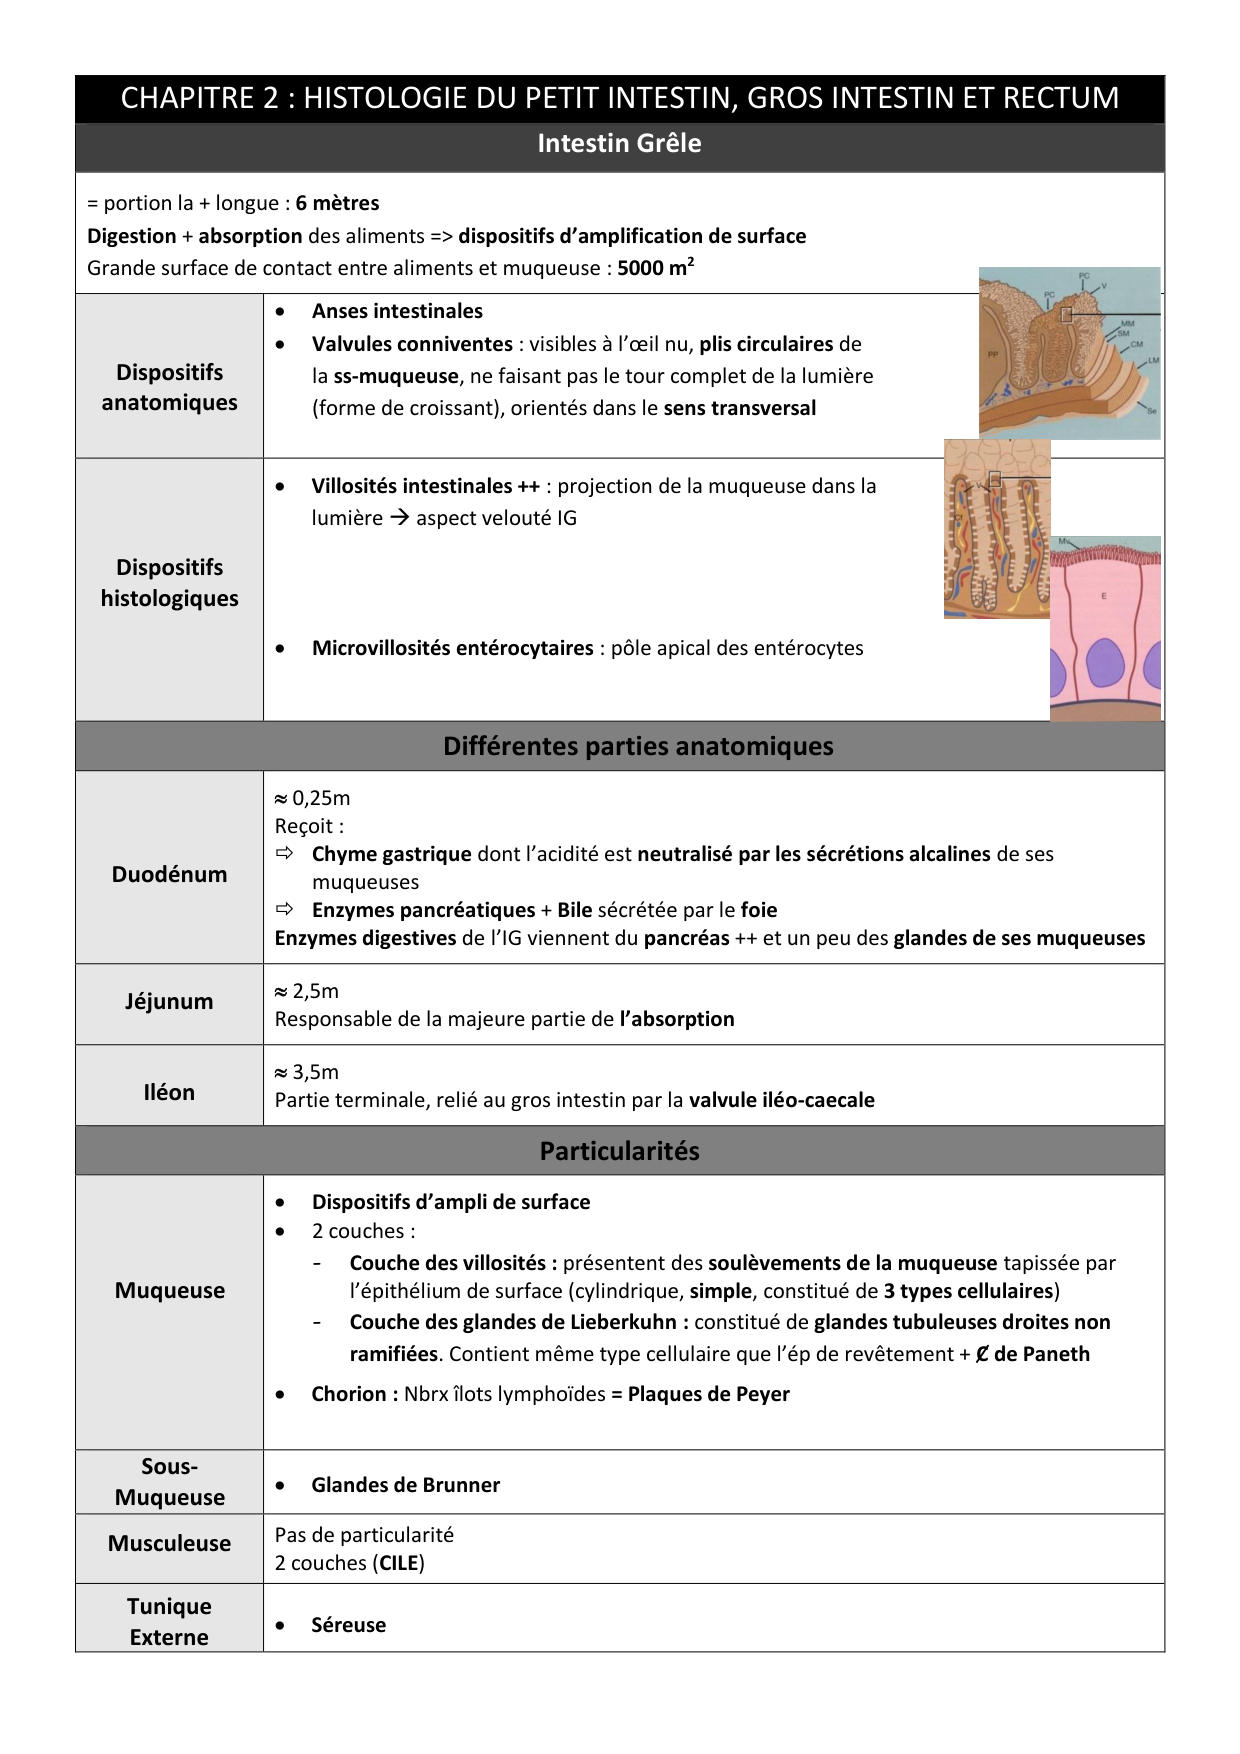 CHAPITRE 2 : HISTOLOGIE DU PETIT INTESTIN, GROS INTESTIN ET RECTUM
Intestin Grêle
= portion la + longue : 6 mètres
Digestion + absorption des aliments => dispositifs d’amplification de surface
Grande surface de contact entre aliments et muqueuse : 5000 m²
Dispositifs
anatomiques
• Anses intestinales
• Valvules conniventes : visibles à l’œil nu, plis circulaires de
la ss-muqueuse, ne faisant pas le tour complet de la lumière
(forme de croissant), orientés dans le sens transversal
PC
V
PC
MM
SM
CM
PP
LM
Se
Dispositifs
histologiques
• Villosités intestinales ++ : projection de la muqueuse dans la
lumière → aspect velouté IG
V
• Microvillosités entérocytaires : pôle apical des entérocytes
Mv
E
Différentes parties anatomiques
Duodénum
≈ 0,25m
Reçoit :
⇨ Chyme gastrique dont l’acidité est neutralisé par les sécrétions alcalines de ses
muqueuses
⇨ Enzymes pancréatiques + Bile sécrétée par le foie
Enzymes digestives de l’IG viennent du pancréas ++ et un peu des glandes de ses muqueuses
Jéjunum
≈ 2,5m
Responsable de la majeure partie de l’absorption
Iléon
≈ 3,5m
Partie terminale, relié au gros intestin par la valvule iléo-caecale
Particularités
Muqueuse
• Dispositifs d’ampli de surface
• 2 couches :
- Couche des villosités : présentent des soulèvements de la muqueuse tapissée par
l’épithélium de surface (cylindrique, simple, constitué de 3 types cellulaires)
- Couche des glandes de Lieberkuhn : constitué de glandes tubuleuses droites non
ramifiées. Contient même type cellulaire que l’ép de revêtement + Ȼ de Paneth
• Chorion : Nbrx îlots lymphoïdes = Plaques de Peyer
Sous-
Muqueuse
• Glandes de Brunner
Musculeuse
Pas de particularité
2 couches (CILE)
Tunique
Externe
• Séreuse